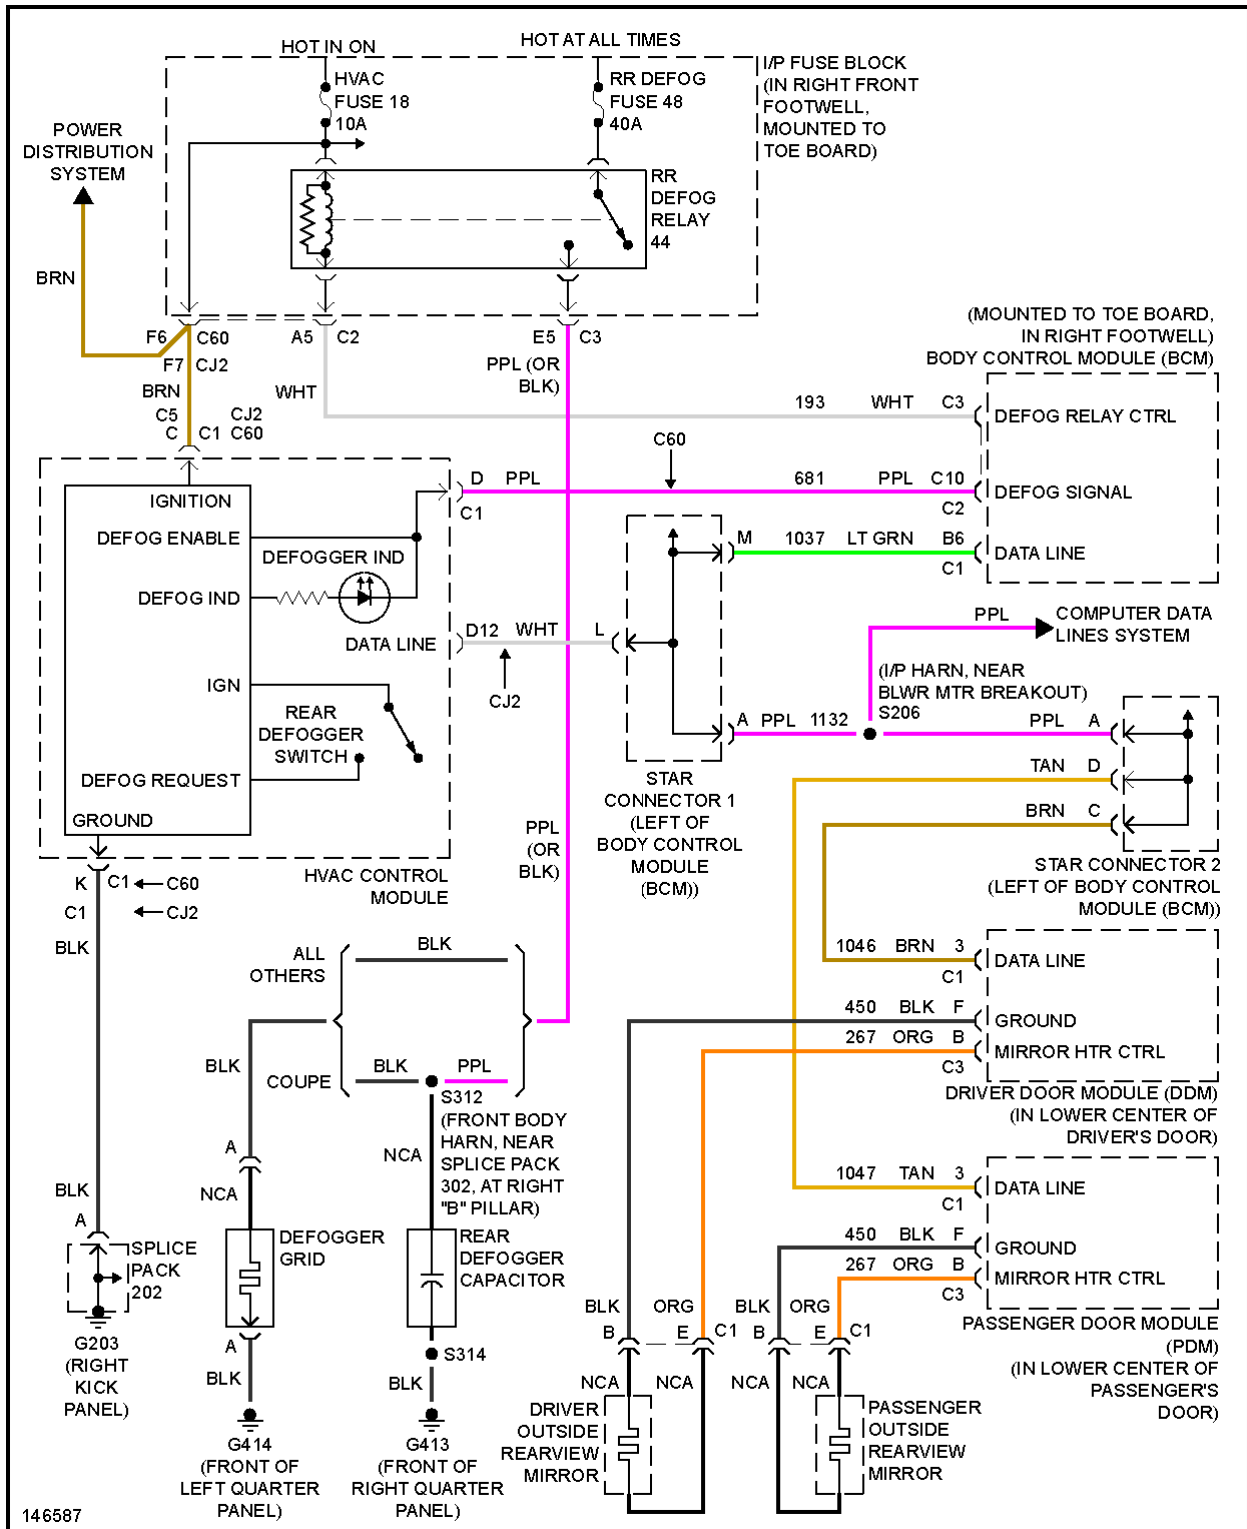 HOT IN ON
HOT AT ALL TIMES
HVAC
FUSE 18
10A
RR DEFOG
FUSE 48
40A
I/P FUSE BLOCK
(IN RIGHT FRONT
FOOTWELL,
MOUNTED TO
TOE BOARD)
POWER
DISTRIBUTION
SYSTEM
RR
DEFOG
RELAY
44
BRN
F6
C60
A5
C2
E5
C3
F7
CJ2
BRN
WHT
PPL (OR
BLK)
C5
CJ2
C
C1
C60
(MOUNTED TO TOE BOARD,
IN RIGHT FOOTWELL)
BODY CONTROL MODULE (BCM)
193
WHT
C3
DEFOG RELAY CTRL
C60
D
PPL
C1
681
PPL
C10
DEFOG SIGNAL
C2
M
1037
LT GRN
B6
DATA LINE
C1
IGNITION
DEFOG ENABLE
DEFOGGER IND
DEFOG IND
DATA LINE
D12
WHT
L
CJ2
IGN
REAR
DEFOGGER
SWITCH
DEFOG REQUEST
GROUND
HVAC CONTROL
MODULE
PPL
COMPUTER DATA
LINES SYSTEM
(I/P HARN, NEAR
BLWR MTR BREAKOUT)
S206
A
PPL
1132
PPL
A
TAN
D
BRN
C
STAR
CONNECTOR 1
(LEFT OF
BODY CONTROL
MODULE
(BCM))
STAR CONNECTOR 2
(LEFT OF BODY CONTROL
MODULE (BCM))
PPL
(OR
BLK)
K
C1
C60
C1
CJ2
BLK
ALL
OTHERS
BLK
COUPE
BLK
PPL
S312
(FRONT BODY
HARN, NEAR
SPLICE PACK
302, AT RIGHT
"B" PILLAR)
BLK
A
NCA
NCA
1046
BRN
3
DATA LINE
C1
450
BLK
F
GROUND
267
ORG
B
MIRROR HTR CTRL
C3
DRIVER DOOR MODULE (DDM)
(IN LOWER CENTER OF
DRIVER'S DOOR)
1047
TAN
3
DATA LINE
C1
450
BLK
F
GROUND
267
ORG
B
MIRROR HTR CTRL
C3
PASSENGER DOOR MODULE
(PDM)
(IN LOWER CENTER OF
PASSENGER'S
DOOR)
BLK
A
SPLICE
PACK
202
G203
(RIGHT
KICK
PANEL)
DEFOGGER
GRID
A
BLK
G414
(FRONT OF
LEFT QUARTER
PANEL)
REAR
DEFOGGER
CAPACITOR
S314
BLK
G413
(FRONT OF
RIGHT QUARTER
PANEL)
BLK
ORG
B
E
C1
NCA
NCA
DRIVER
OUTSIDE
REARVIEW
MIRROR
BLK
ORG
B
E
C1
NCA
NCA
PASSENGER
OUTSIDE
REARVIEW
MIRROR
146587